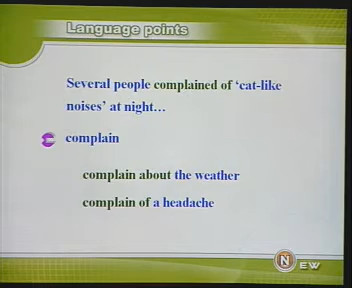 Language points
Several people complained of ‘cat-like
noises’ at night…
complain
complain about the weather
complain of a headache
N EW